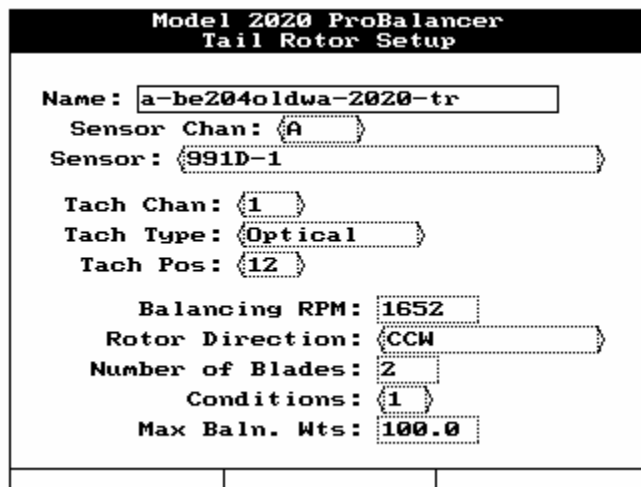 Model 2020 ProBalancer
Tail Rotor Setup
Name: a-be204oldwa-2020-tr
Sensor Chan: A
Sensor: 991D-1
Tach Chan: 1
Tach Type: Optical
Tach Pos: 12
Balancing RPM: 1652
Rotor Direction: CCW
Number of Blades: 2
Conditions: 1
Max Baln. Wts: 100.0